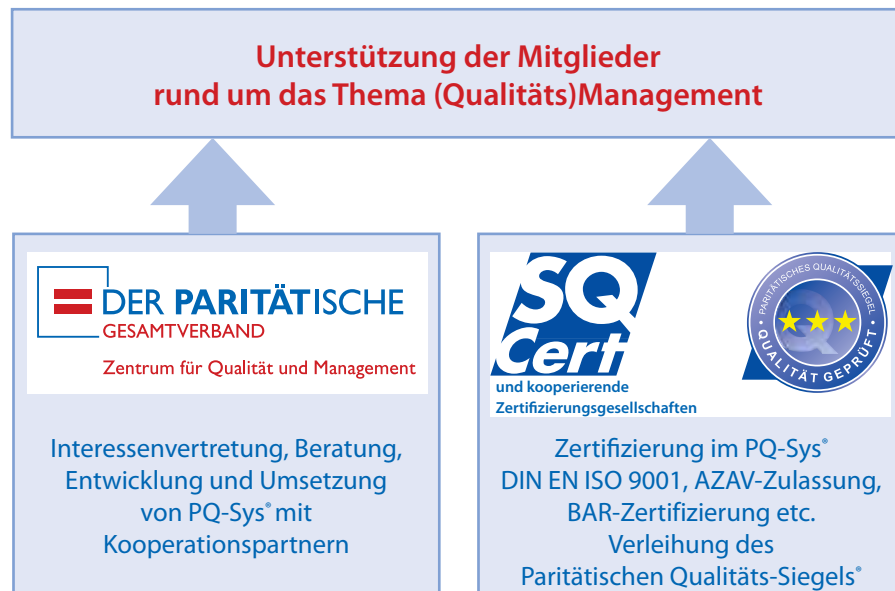 Unterstützung der Mitglieder
rund um das Thema (Qualitäts)Management
DER PARITÄTISCHE
GESAMTVERBAND
Zentrum für Qualität und Management
Interessenvertretung, Beratung,
Entwicklung und Umsetzung
von PQ-Sys® mit
Kooperationspartnern
SQ
Cert
und kooperierende
Zertifizierungsgesellschaften
PARITÄTISCHES QUALITÄTSSIEGEL
QUALITÄT GEPRÜFT
Zertifizierung im PQ-Sys®
DIN EN ISO 9001, AZAV-Zulassung,
BAR-Zertifizierung etc.
Verleihung des
Paritätischen Qualitäts-Siegels®